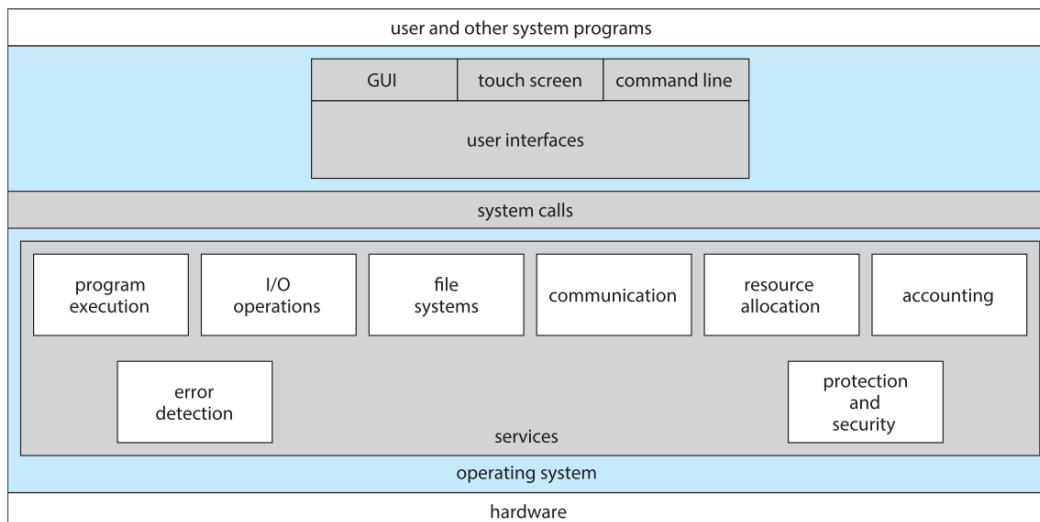 user and other system programs
GUI
touch screen
command line
user interfaces
system calls
program
execution
I/O
operations
file
systems
communication
resource
allocation
accounting
error
detection
protection
and
security
services
operating system
hardware